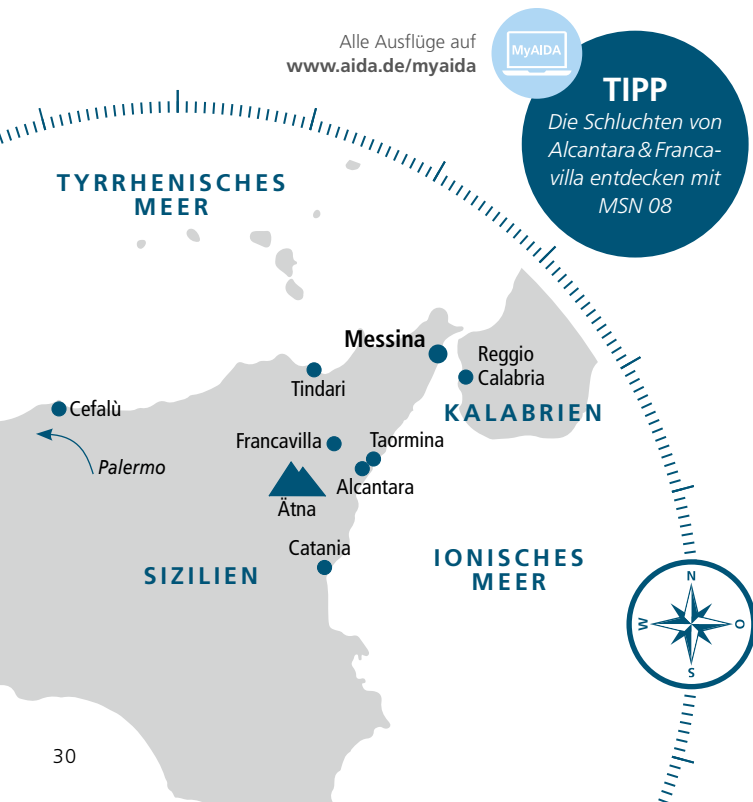 Alle Ausflüge auf
www.aida.de/myaida
MyAIDA
TIPP
Die Schluchten von
Alcantara & Franca-
villa entdecken mit
MSN 08
TYRRHENISCHES
MEER
Messina
Reggio
Calabria
Tindari
KALABRIEN
Cefalù
Francavilla
Taormina
Palermo
Alcantara
Ätna
Catania
SIZILIEN
IONISCHES
MEER
N
W
O
S
30